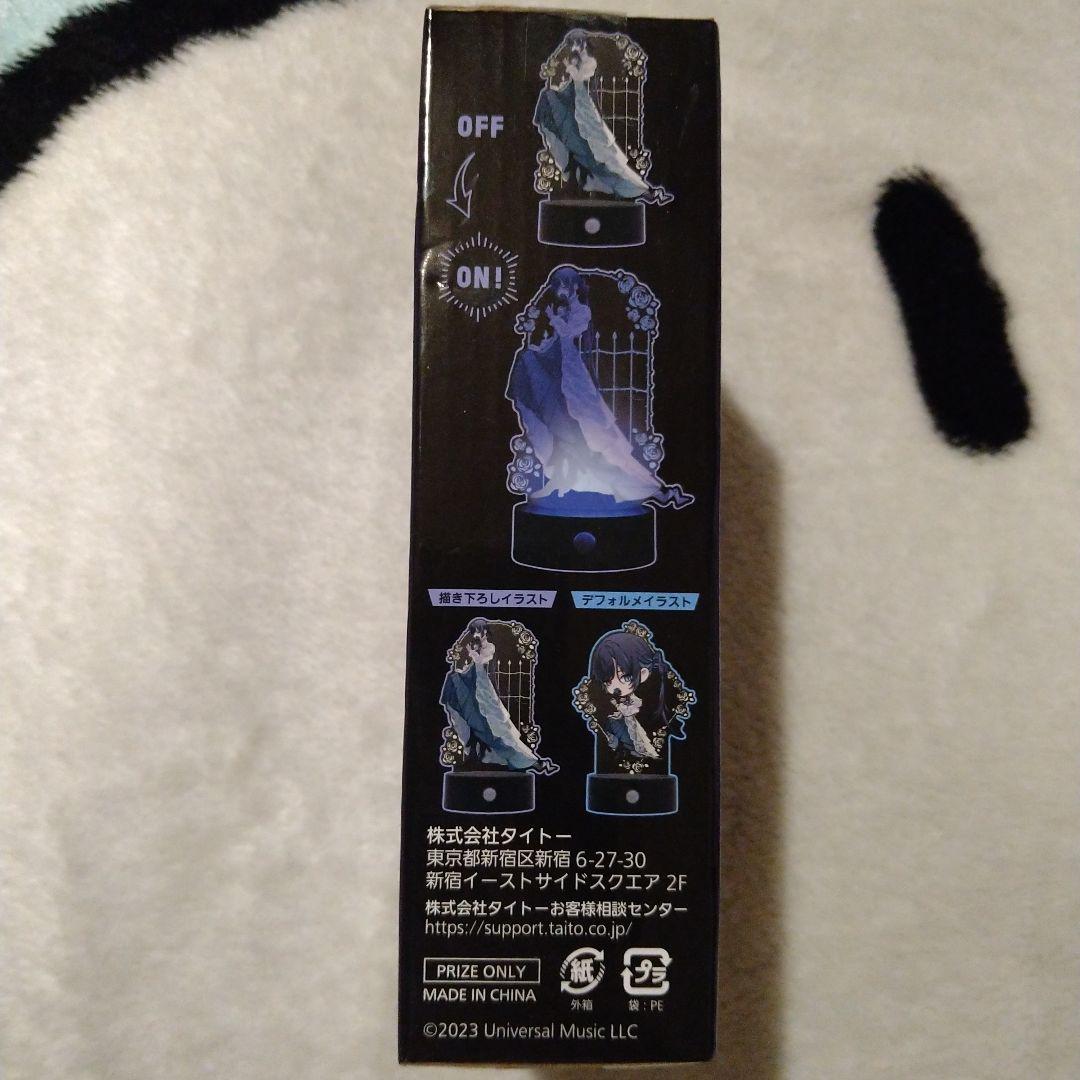 OFF
ON!
描き下ろしイラスト
デフォルメイラスト
株式会社タイトー
東京都新宿区新宿 6-27-30
新宿イーストサイドスクエア 2F
株式会社タイトーお客様相談センター
https://support.taito.co.jp/
PRIZE ONLY
MADE IN CHINA
紙
外箱
プラ
袋:PE
©2023 Universal Music LLC